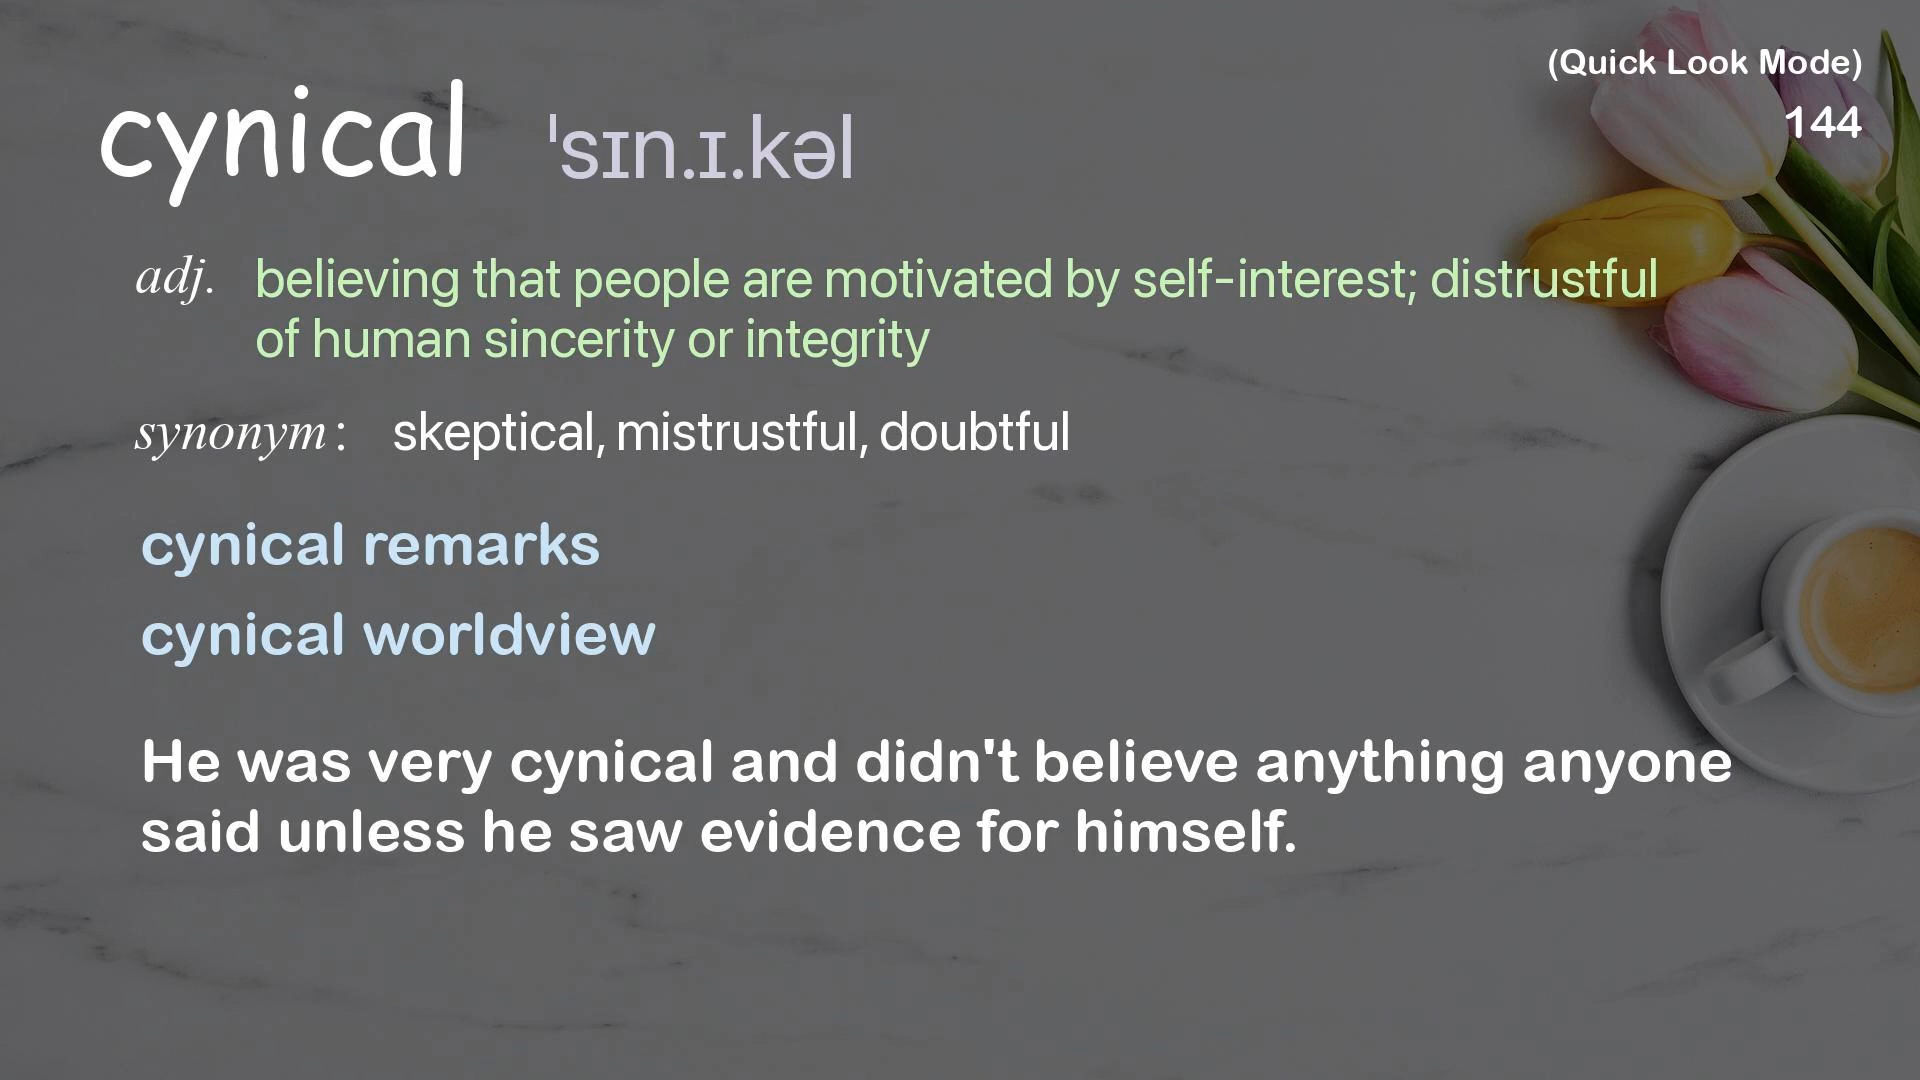 (Quick Look Mode)
144
cynical ˈsɪn.ɪ.kəl
adj. believing that people are motivated by self-interest; distrustful
of human sincerity or integrity
synonym: skeptical, mistrustful, doubtful
cynical remarks
cynical worldview
He was very cynical and didn't believe anything anyone
said unless he saw evidence for himself.